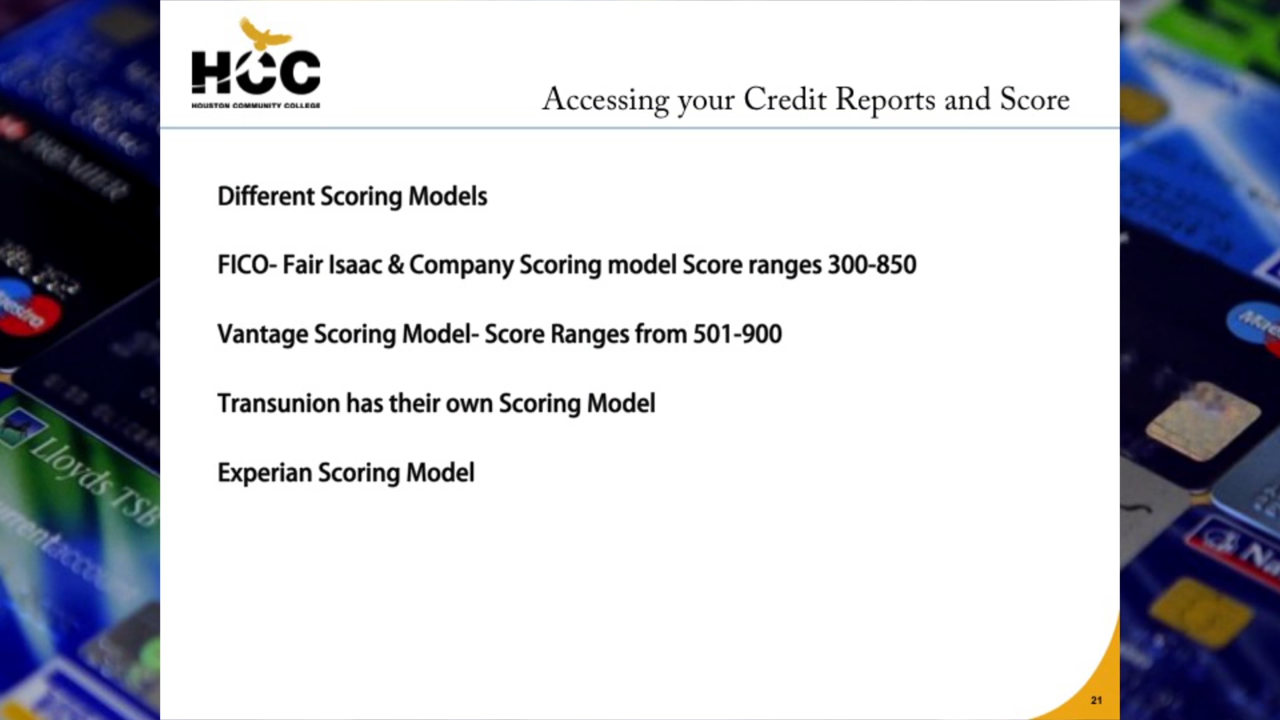 HCC
HOUSTON COMMUNITY COLLEGE
Accessing your Credit Reports and Score
Different Scoring Models
FICO- Fair Isaac & Company Scoring model Score ranges 300-850
Vantage Scoring Model- Score Ranges from 501-900
Transunion has their own Scoring Model
Experian Scoring Model
Lloyds TSB
21